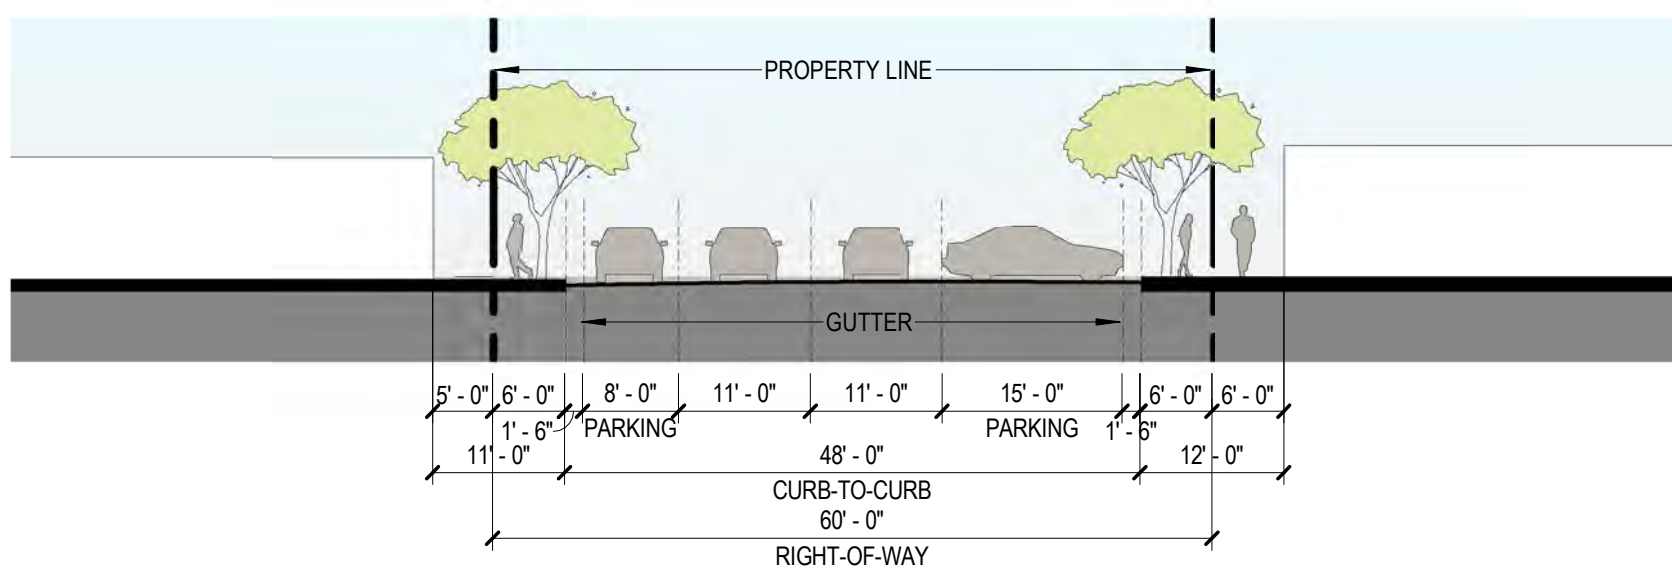 PROPERTY LINE
GUTTER
5' - 0" 6' - 0" 8' - 0" 11' - 0" 11' - 0" 15' - 0" 6' - 0" 6' - 0"
1' - 6" PARKING PARKING 1' - 6"
11' - 0" 48' - 0" 12' - 0"
CURB-TO-CURB
60' - 0"
RIGHT-OF-WAY